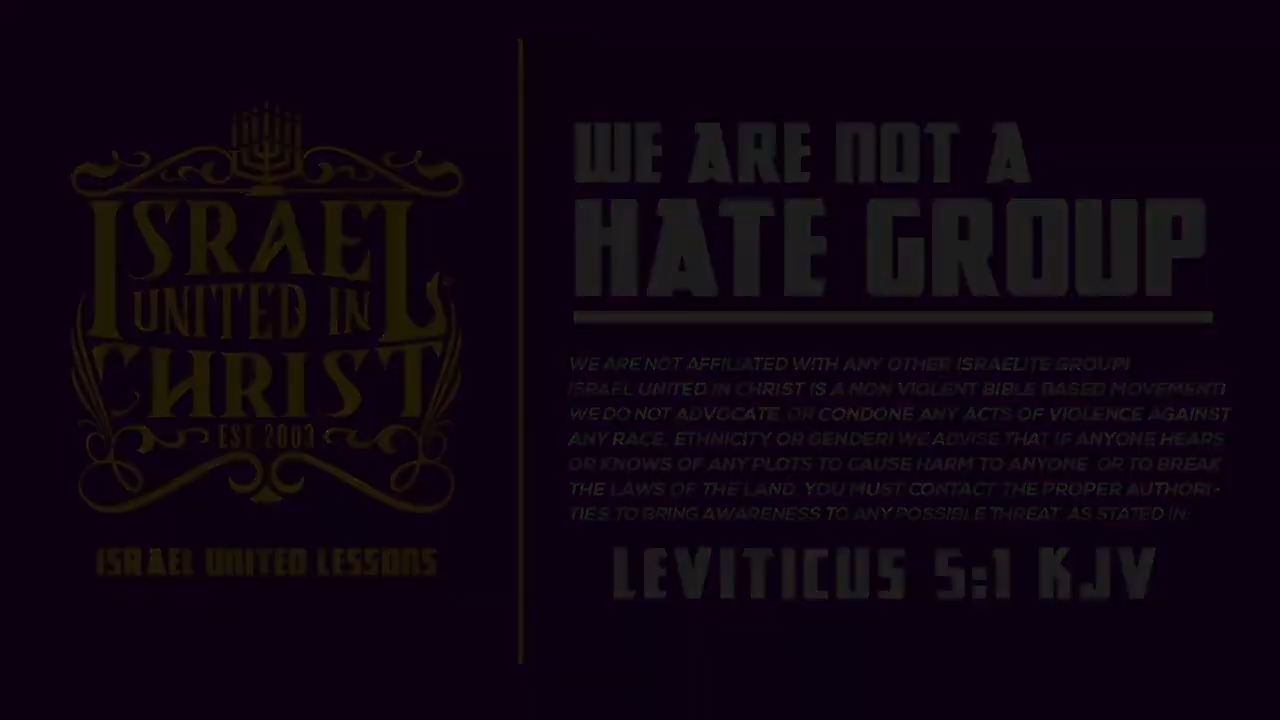 ISRAEL
UNITED IN
CHRIST
EST 2003
ISRAEL UNITED LESSONS
WE ARE NOT A
HATE GROUP
WE ARE NOT AFFILIATED WITH ANY OTHER ISRAELITE GROUP!
ISRAEL UNITED IN CHRIST IS A NON VIOLENT BIBLE BASED MOVEMENT!
WE DO NOT ADVOCATE, OR CONDONE ANY ACTS OF VIOLENCE AGAINST
ANY RACE, ETHNICITY OR GENDER! WE ADVISE THAT IF ANYONE HEARS
OR KNOWS OF ANY PLOTS TO CAUSE HARM TO ANYONE, OR TO BREAK
THE LAWS OF THE LAND, YOU MUST CONTACT THE PROPER AUTHORI-
TIES TO BRING AWARENESS TO ANY POSSIBLE THREAT. AS STATED IN:
LEVITICUS 5:1 KJV